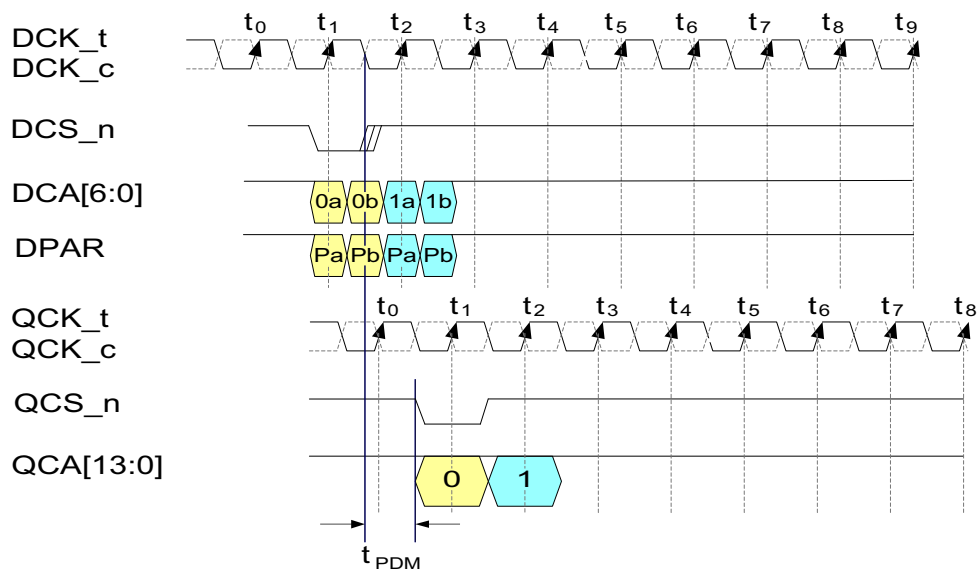 t0 t1 t2 t3 t4 t5 t6 t7 t8 t9
DCK_t
DCK_c
DCS_n
DCA[6:0]
0a 0b 1a 1b
DPAR
Pa Pb Pa Pb
t0 t1 t2 t3 t4 t5 t6 t7 t8
QCK_t
QCK_c
QCS_n
QCA[13:0]
0 1
tPDM